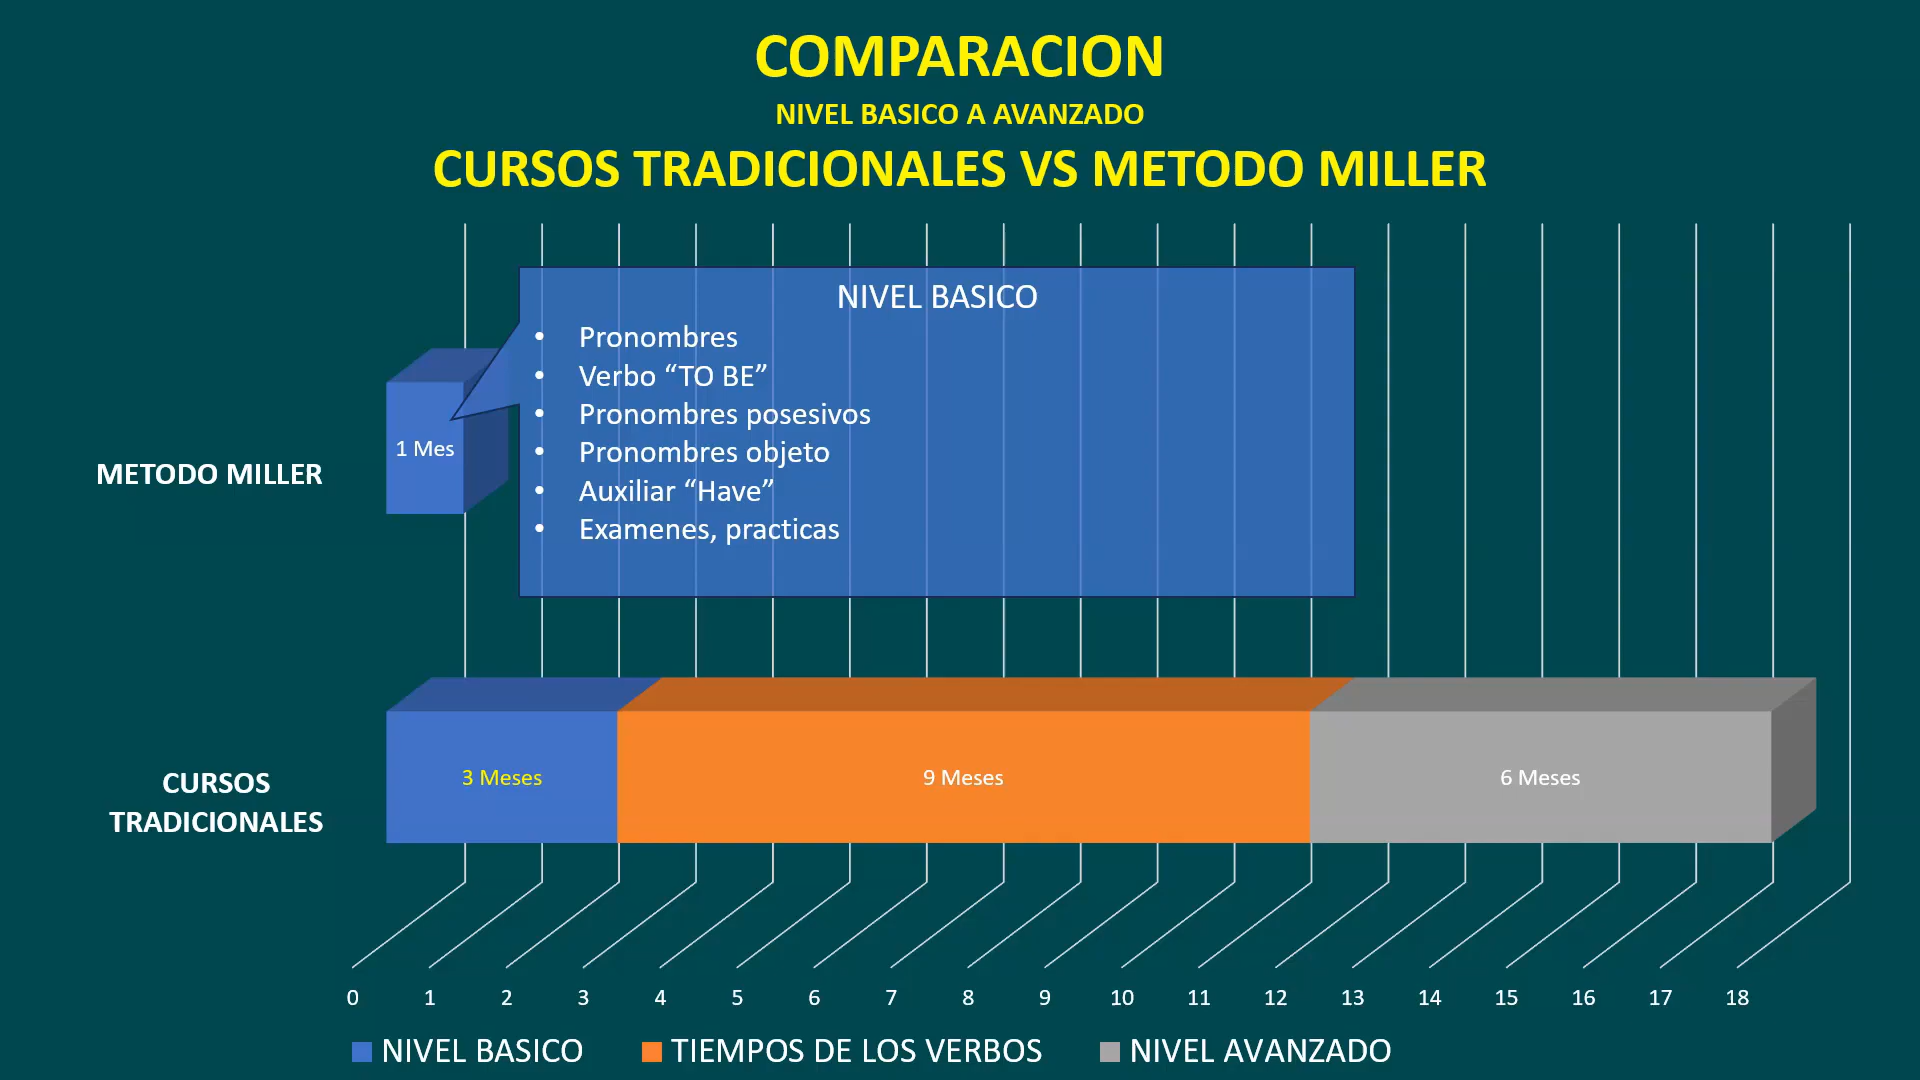 COMPARACION
NIVEL BASICO A AVANZADO
CURSOS TRADICIONALES VS METODO MILLER
NIVEL BASICO
• Pronombres
• Verbo “TO BE”
• Pronombres posesivos
• Pronombres objeto
• Auxiliar “Have”
• Examenes, practicas
METODO MILLER
1 Mes
CURSOS
TRADICIONALES
3 Meses
9 Meses
6 Meses
0 1 2 3 4 5 6 7 8 9 10 11 12 13 14 15 16 17 18
NIVEL BASICO TIEMPOS DE LOS VERBOS NIVEL AVANZADO